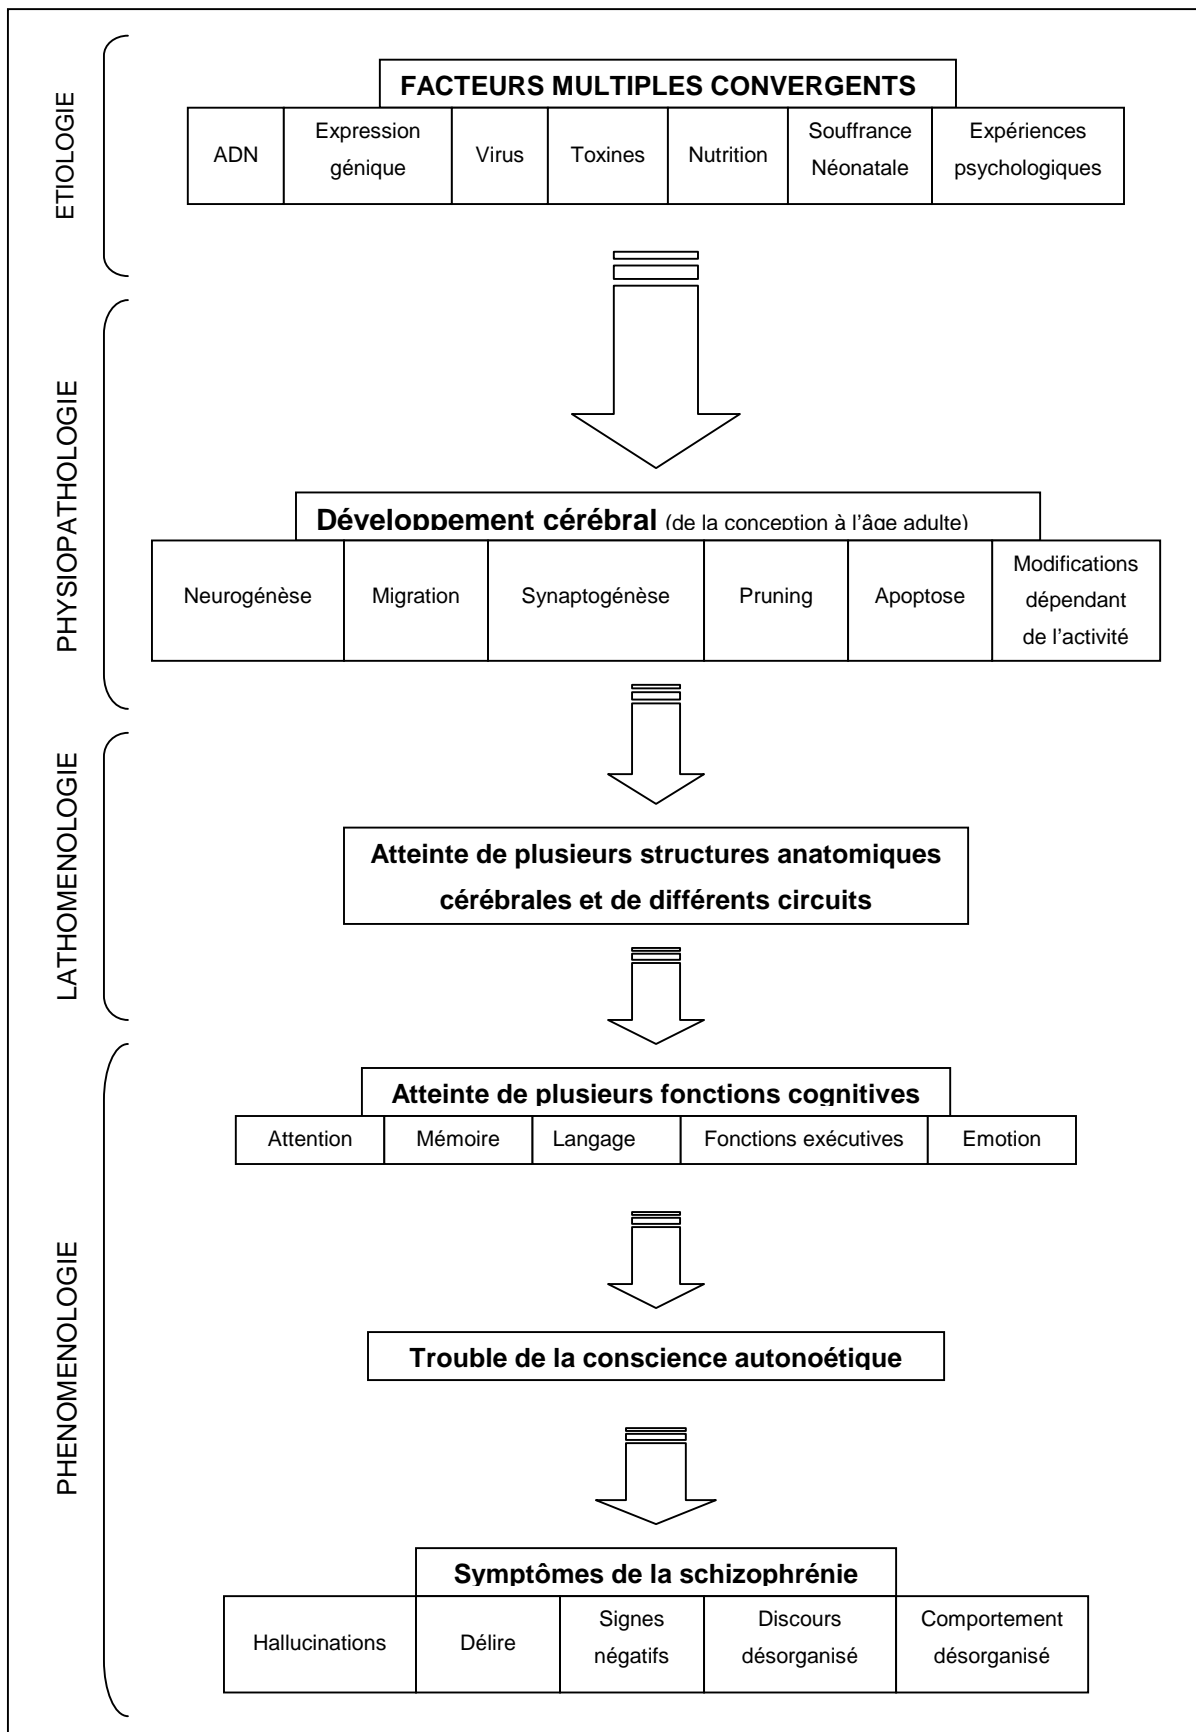 ETIOLOGIE
FACTEURS MULTIPLES CONVERGENTS
ADN
Expression
génique
Virus
Toxines
Nutrition
Souffrance
Néonatale
Expériences
psychologiques
PHYSIOPATHOLOGIE
Développement cérébral (de la conception à l'âge adulte)
Neurogénèse
Migration
Synaptogénèse
Pruning
Apoptose
Modifications
dépendant
de l'activité
LATHOMENOLOGIE
Atteinte de plusieurs structures anatomiques
cérébrales et de différents circuits
PHENOMENOLOGIE
Atteinte de plusieurs fonctions cognitives
Attention
Mémoire
Langage
Fonctions exécutives
Emotion
Trouble de la conscience autonoétique
Symptômes de la schizophrénie
Hallucinations
Délire
Signes
négatifs
Discours
désorganisé
Comportement
désorganisé